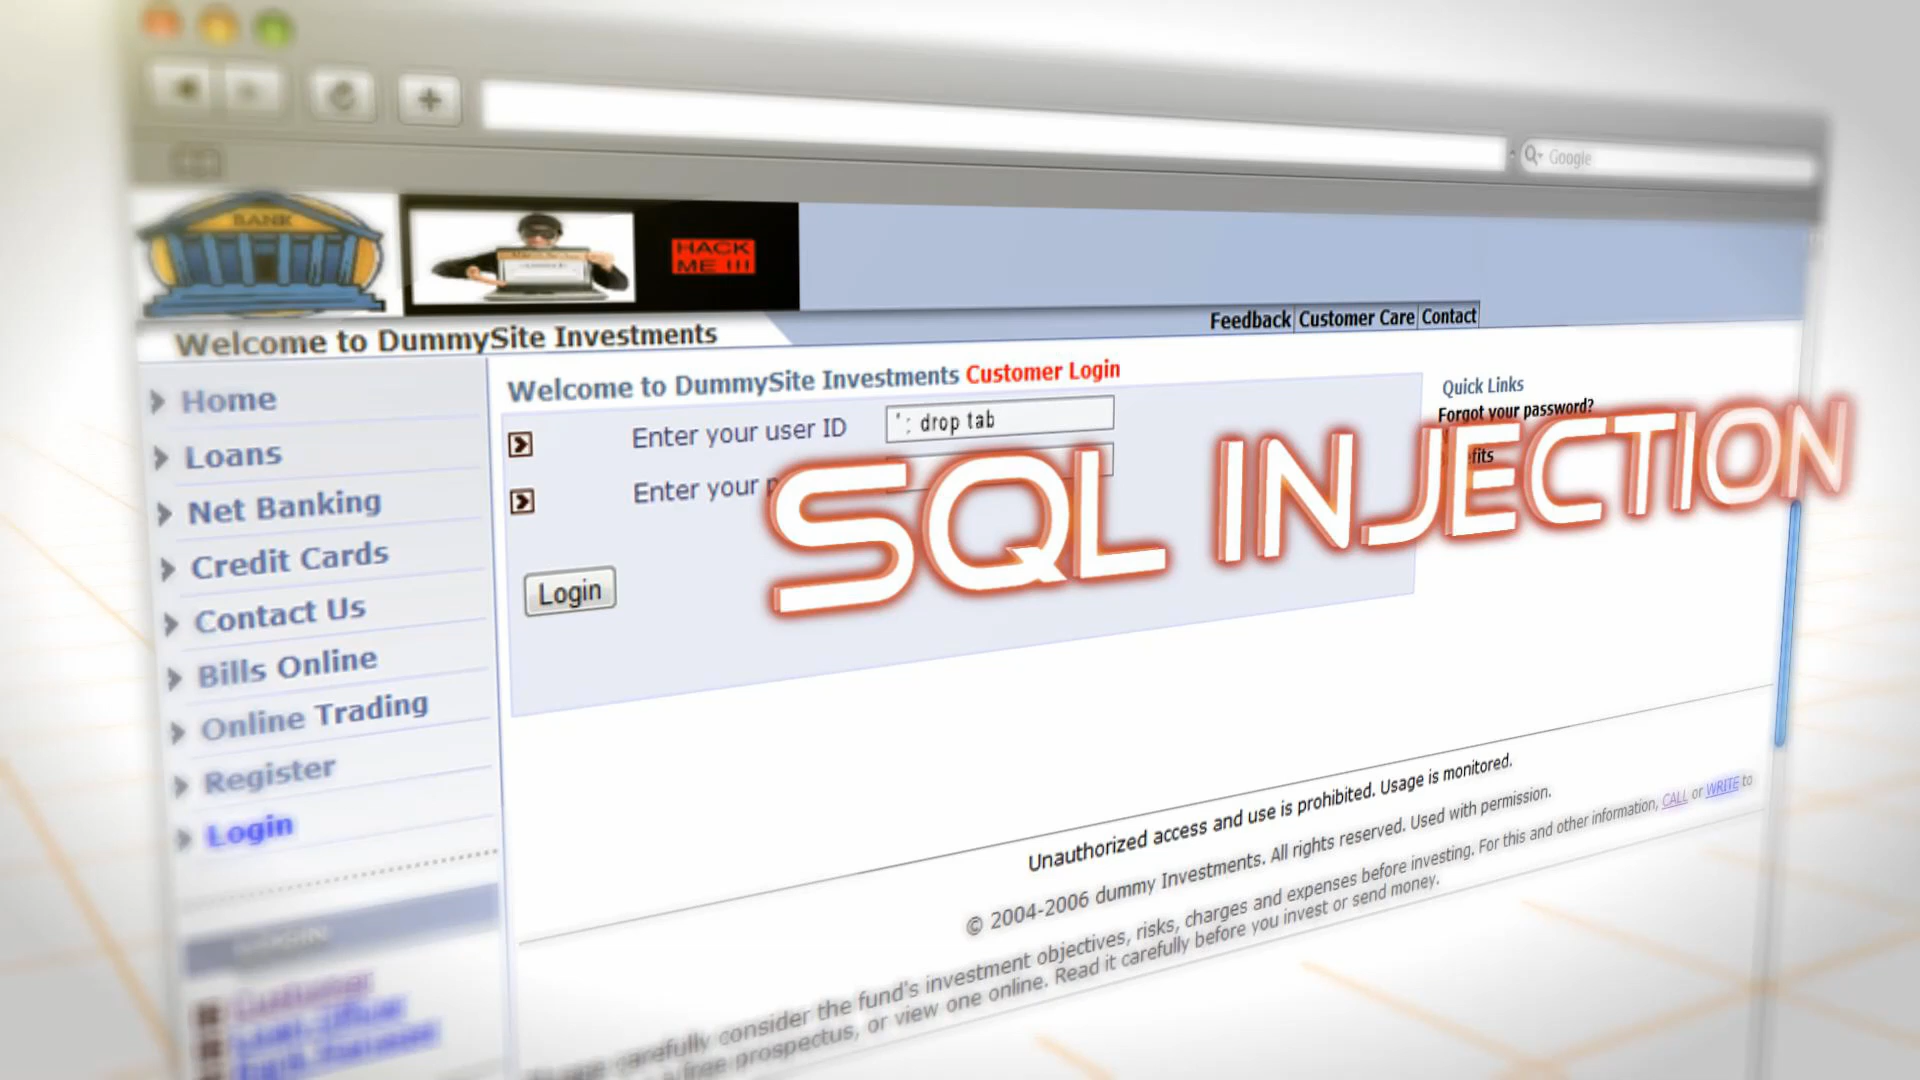 Google
BANK
HACK
ME !!!
Feedback Customer Care Contact
Welcome to DummySite Investments
Welcome to DummySite Investments Customer Login
Home
Loans
Net Banking
Credit Cards
Contact Us
Bills Online
Online Trading
Register
Login
Enter your user ID
' ; drop tab
Enter your
Login
Quick Links
Forgot your password?
SQL INJECTION
Unauthorized access and use is prohibited. Usage is monitored.
© 2004-2006 dummy Investments. All rights reserved. Used with permission.
carefully consider the fund's investment objectives, risks, charges and expenses before investing. For this and other information, CALL or WRITE to
free prospectus, or view one online. Read it carefully before you invest or send money.
Customer